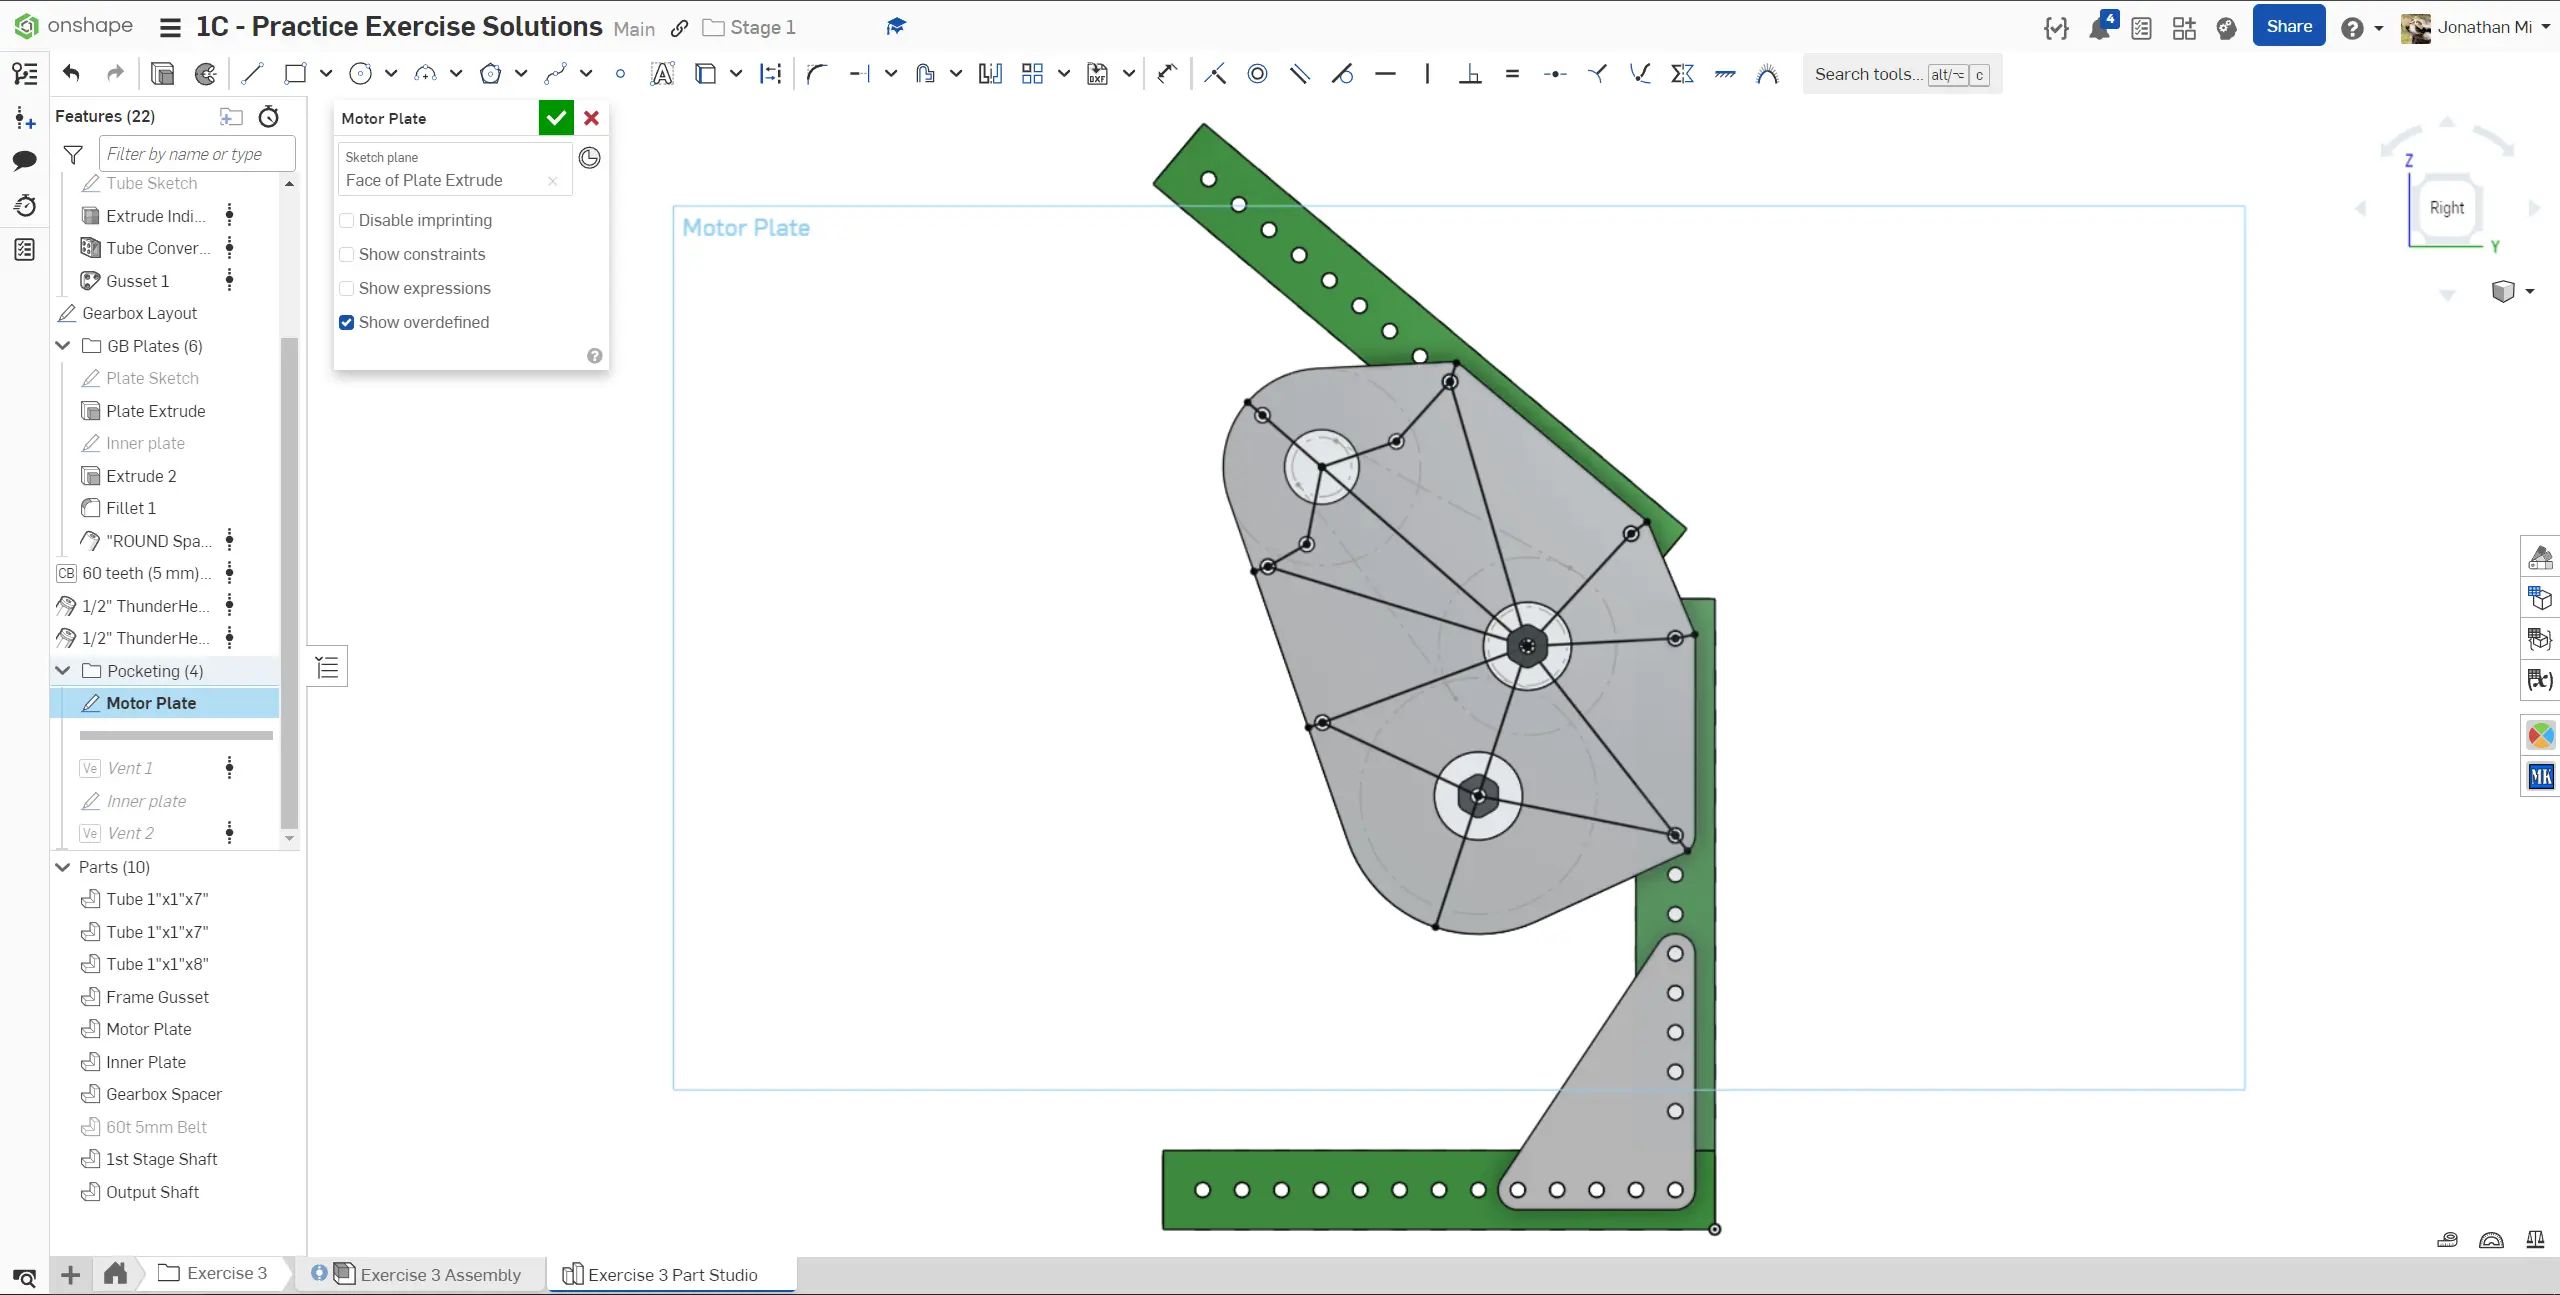 onshape
1C - Practice Exercise Solutions
Main
Stage 1
4
Share
Jonathan Mi
DXF
Search tools... alt/⌥ c
Features (22)
Filter by name or type
Tube Sketch
Extrude Indi...
Tube Conver...
Gusset 1
Gearbox Layout
GB Plates (6)
Plate Sketch
Plate Extrude
Inner plate
Extrude 2
Fillet 1
"ROUND Spa...
CB 60 teeth (5 mm)...
1/2" ThunderHe...
1/2" ThunderHe...
Pocketing (4)
Motor Plate
Ve Vent 1
Inner plate
Ve Vent 2
Parts (10)
Tube 1"x1"x7"
Tube 1"x1"x7"
Tube 1"x1"x8"
Frame Gusset
Motor Plate
Inner Plate
Gearbox Spacer
60t 5mm Belt
1st Stage Shaft
Output Shaft
Motor Plate
Sketch plane
Face of Plate Extrude
Disable imprinting
Show constraints
Show expressions
Show overdefined
Motor Plate
Z
Right
Y
(x)
MK
Exercise 3
Exercise 3 Assembly
Exercise 3 Part Studio